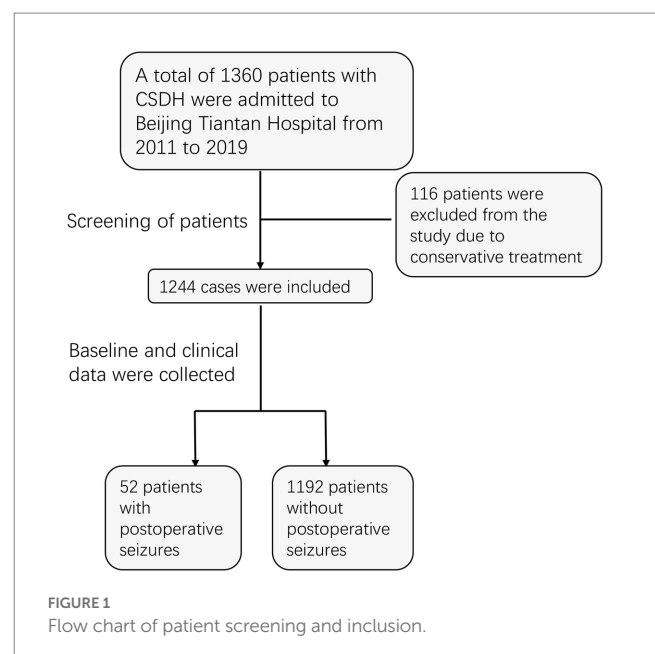 A total of 1360 patients with
CSDH were admitted to
Beijing Tiantan Hospital from
2011 to 2019
Screening of patients
116 patients were
excluded from the
study due to
conservative treatment
1244 cases were included
Baseline and clinical
data were collected
52 patients
with
postoperative
seizures
1192 patients
without
postoperative
seizures
FIGURE 1
Flow chart of patient screening and inclusion.